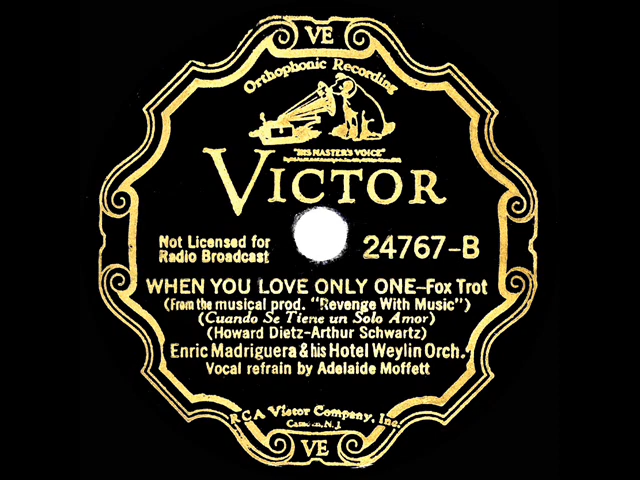 VE
Orthophonic Recording
"HIS MASTER'S VOICE"
VICTOR
Not Licensed for
Radio Broadcast
24767-B
WHEN YOU LOVE ONLY ONE-Fox Trot
(From the musical prod. "Revenge With Music")
(Cuando Se Tiene un Solo Amor)
(Howard Dietz-Arthur Schwartz)
Enric Madriguera & his Hotel Weylin Orch.
Vocal refrain by Adelaide Moffett
RCA Victor Company, Inc.
Camden, N. J.
VE